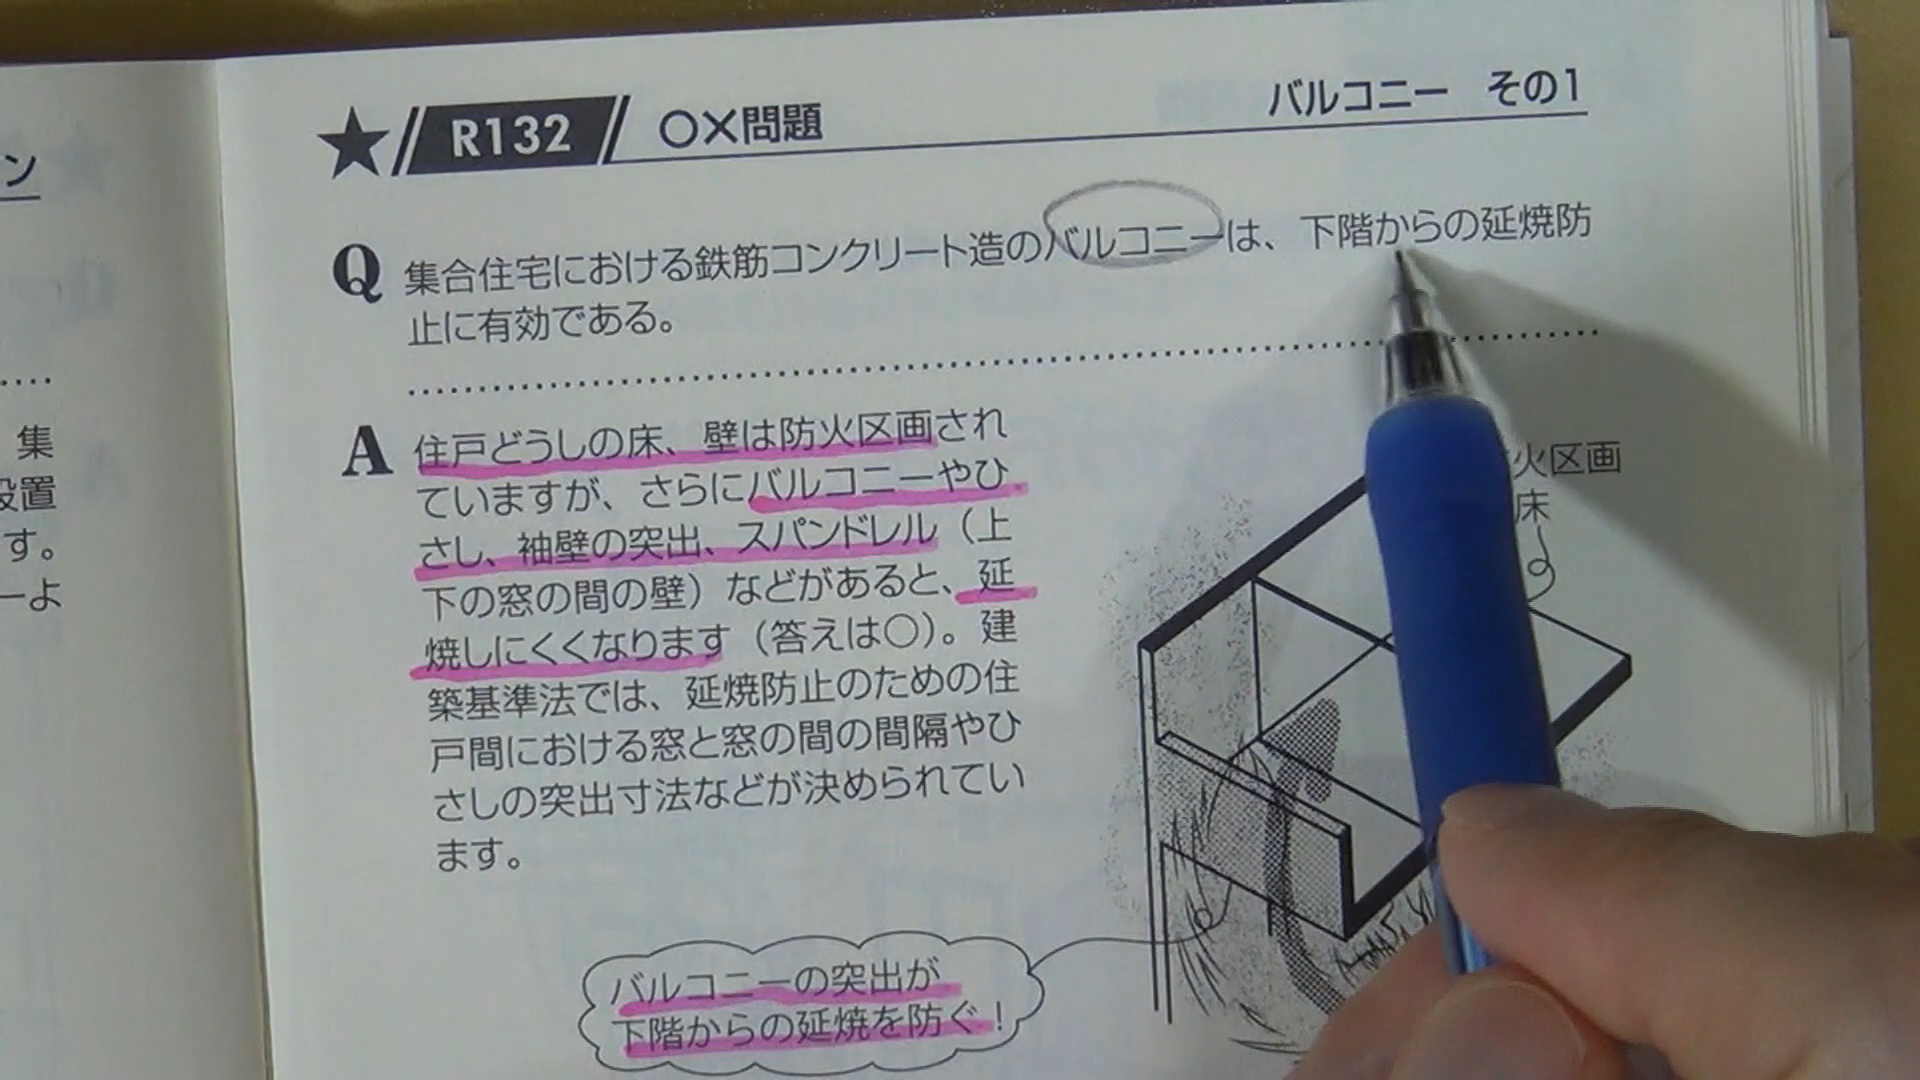 ン
集
設置
す。
ーよ
★ R132 ○×問題 バルコニー その1
Q 集合住宅における鉄筋コンクリート造のバルコニーは、下階からの延焼防
止に有効である。
A 住戸どうしの床、壁は防火区画され
ていますが、さらにバルコニーやひ
さし、袖壁の突出、スパンドレル（上
下の窓の間の壁）などがあると、延
焼しにくくなります（答えは○）。建
築基準法では、延焼防止のための住
戸間における窓と窓の間の間隔やひ
さしの突出寸法などが決められてい
ます。
火区画
床
バルコニーの突出が
下階からの延焼を防ぐ！